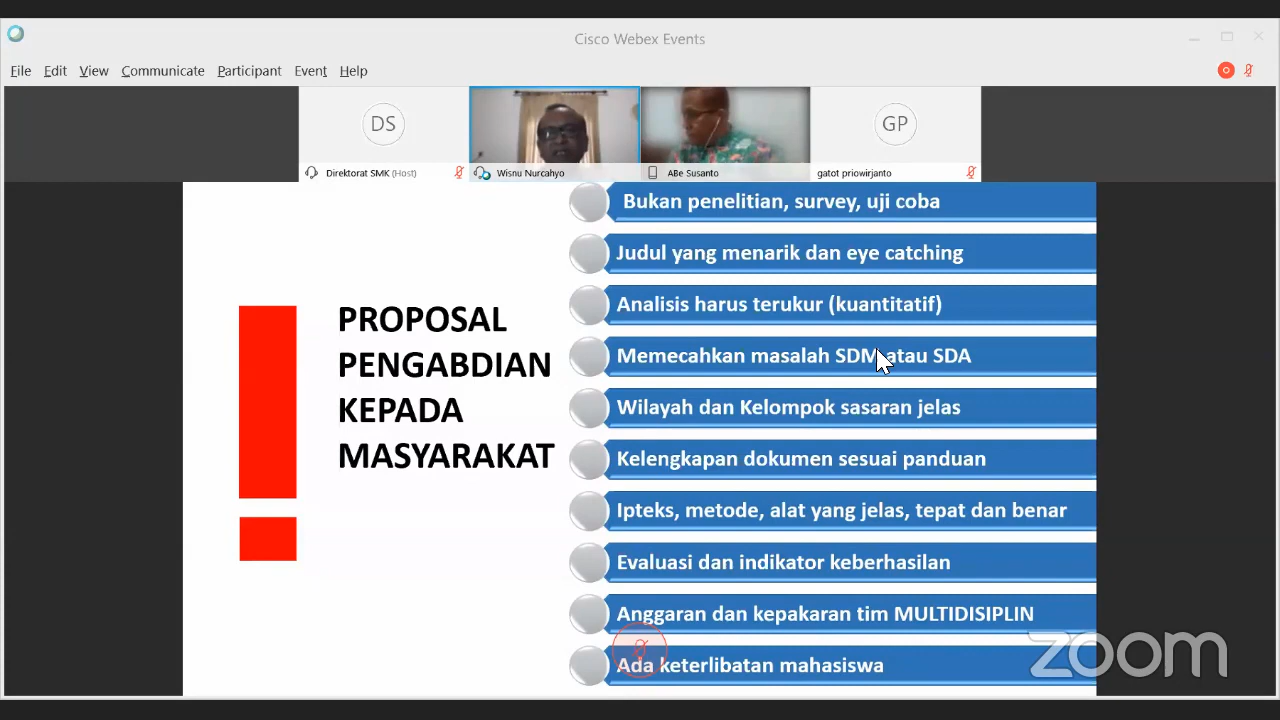 Cisco Webex Events
File Edit View Communicate Participant Event Help
DS
GP
Direktorat SMK (Host)
Wisnu Nurcahyo
ABe Susanto
gatot priowirjanto
!
PROPOSAL
PENGABDIAN
KEPADA
MASYARAKAT
Bukan penelitian, survey, uji coba
Judul yang menarik dan eye catching
Analisis harus terukur (kuantitatif)
Memecahkan masalah SDM atau SDA
Wilayah dan Kelompok sasaran jelas
Kelengkapan dokumen sesuai panduan
Ipteks, metode, alat yang jelas, tepat dan benar
Evaluasi dan indikator keberhasilan
Anggaran dan kepakaran tim MULTIDISIPLIN
Ada keterlibatan mahasiswa
zoom